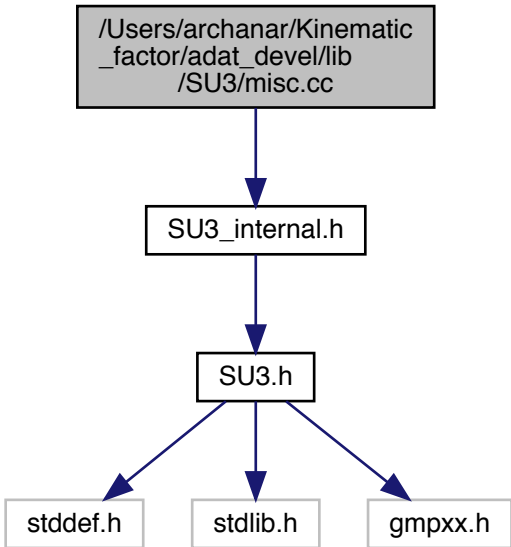 /Users/archanar/Kinematic
_factor/adat_devel/lib
/SU3/misc.cc
SU3_internal.h
SU3.h
stddef.h
stdlib.h
gmpxx.h